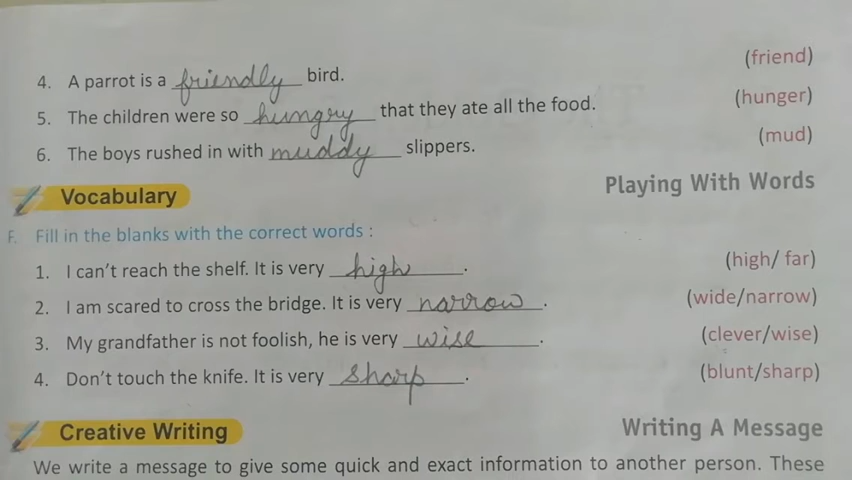 (friend)
4. A parrot is a friendly bird.
(hunger)
5. The children were so hungry that they ate all the food.
(mud)
6. The boys rushed in with muddy slippers.
Vocabulary Playing With Words
F. Fill in the blanks with the correct words :
1. I can't reach the shelf. It is very high. (high/ far)
2. I am scared to cross the bridge. It is very narrow. (wide/narrow)
3. My grandfather is not foolish, he is very wise. (clever/wise)
4. Don't touch the knife. It is very sharp. (blunt/sharp)
Creative Writing Writing A Message
We write a message to give some quick and exact information to another person. These